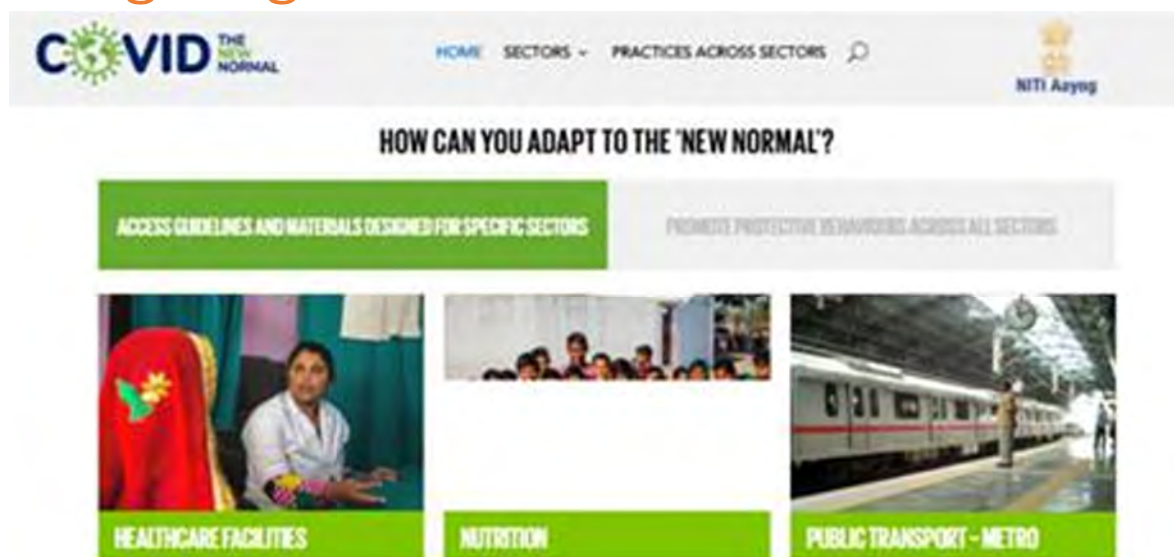 COVID THE NEW NORMAL
HOME SECTORS PRACTICES ACROSS SECTORS
NITI Aayog
HOW CAN YOU ADAPT TO THE 'NEW NORMAL'?
ACCESS GUIDELINES AND MATERIALS DESIGNED FOR SPECIFIC SECTORS
PROMOTE PROTECTIVE BEHAVIOURS ACROSS ALL SECTORS
HEALTHCARE FACILITIES
NUTRITION
PUBLIC TRANSPORT - METRO